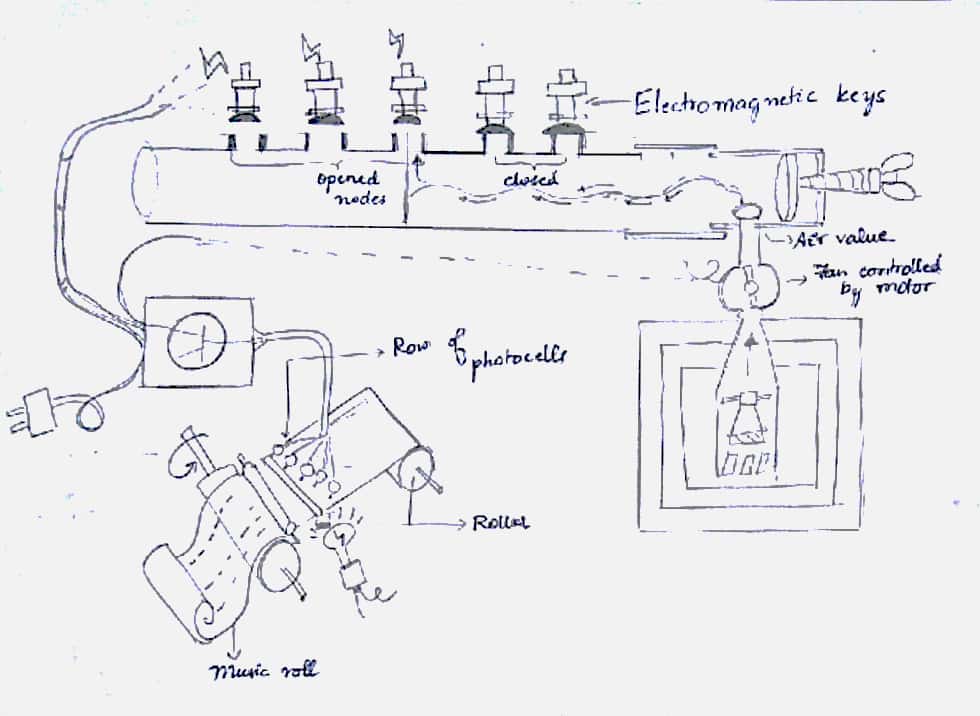 Electromagnetic keys
opened
nodes
closed
Air value
Fan controlled
by motor
Row of
photocells
Roller
Music roll